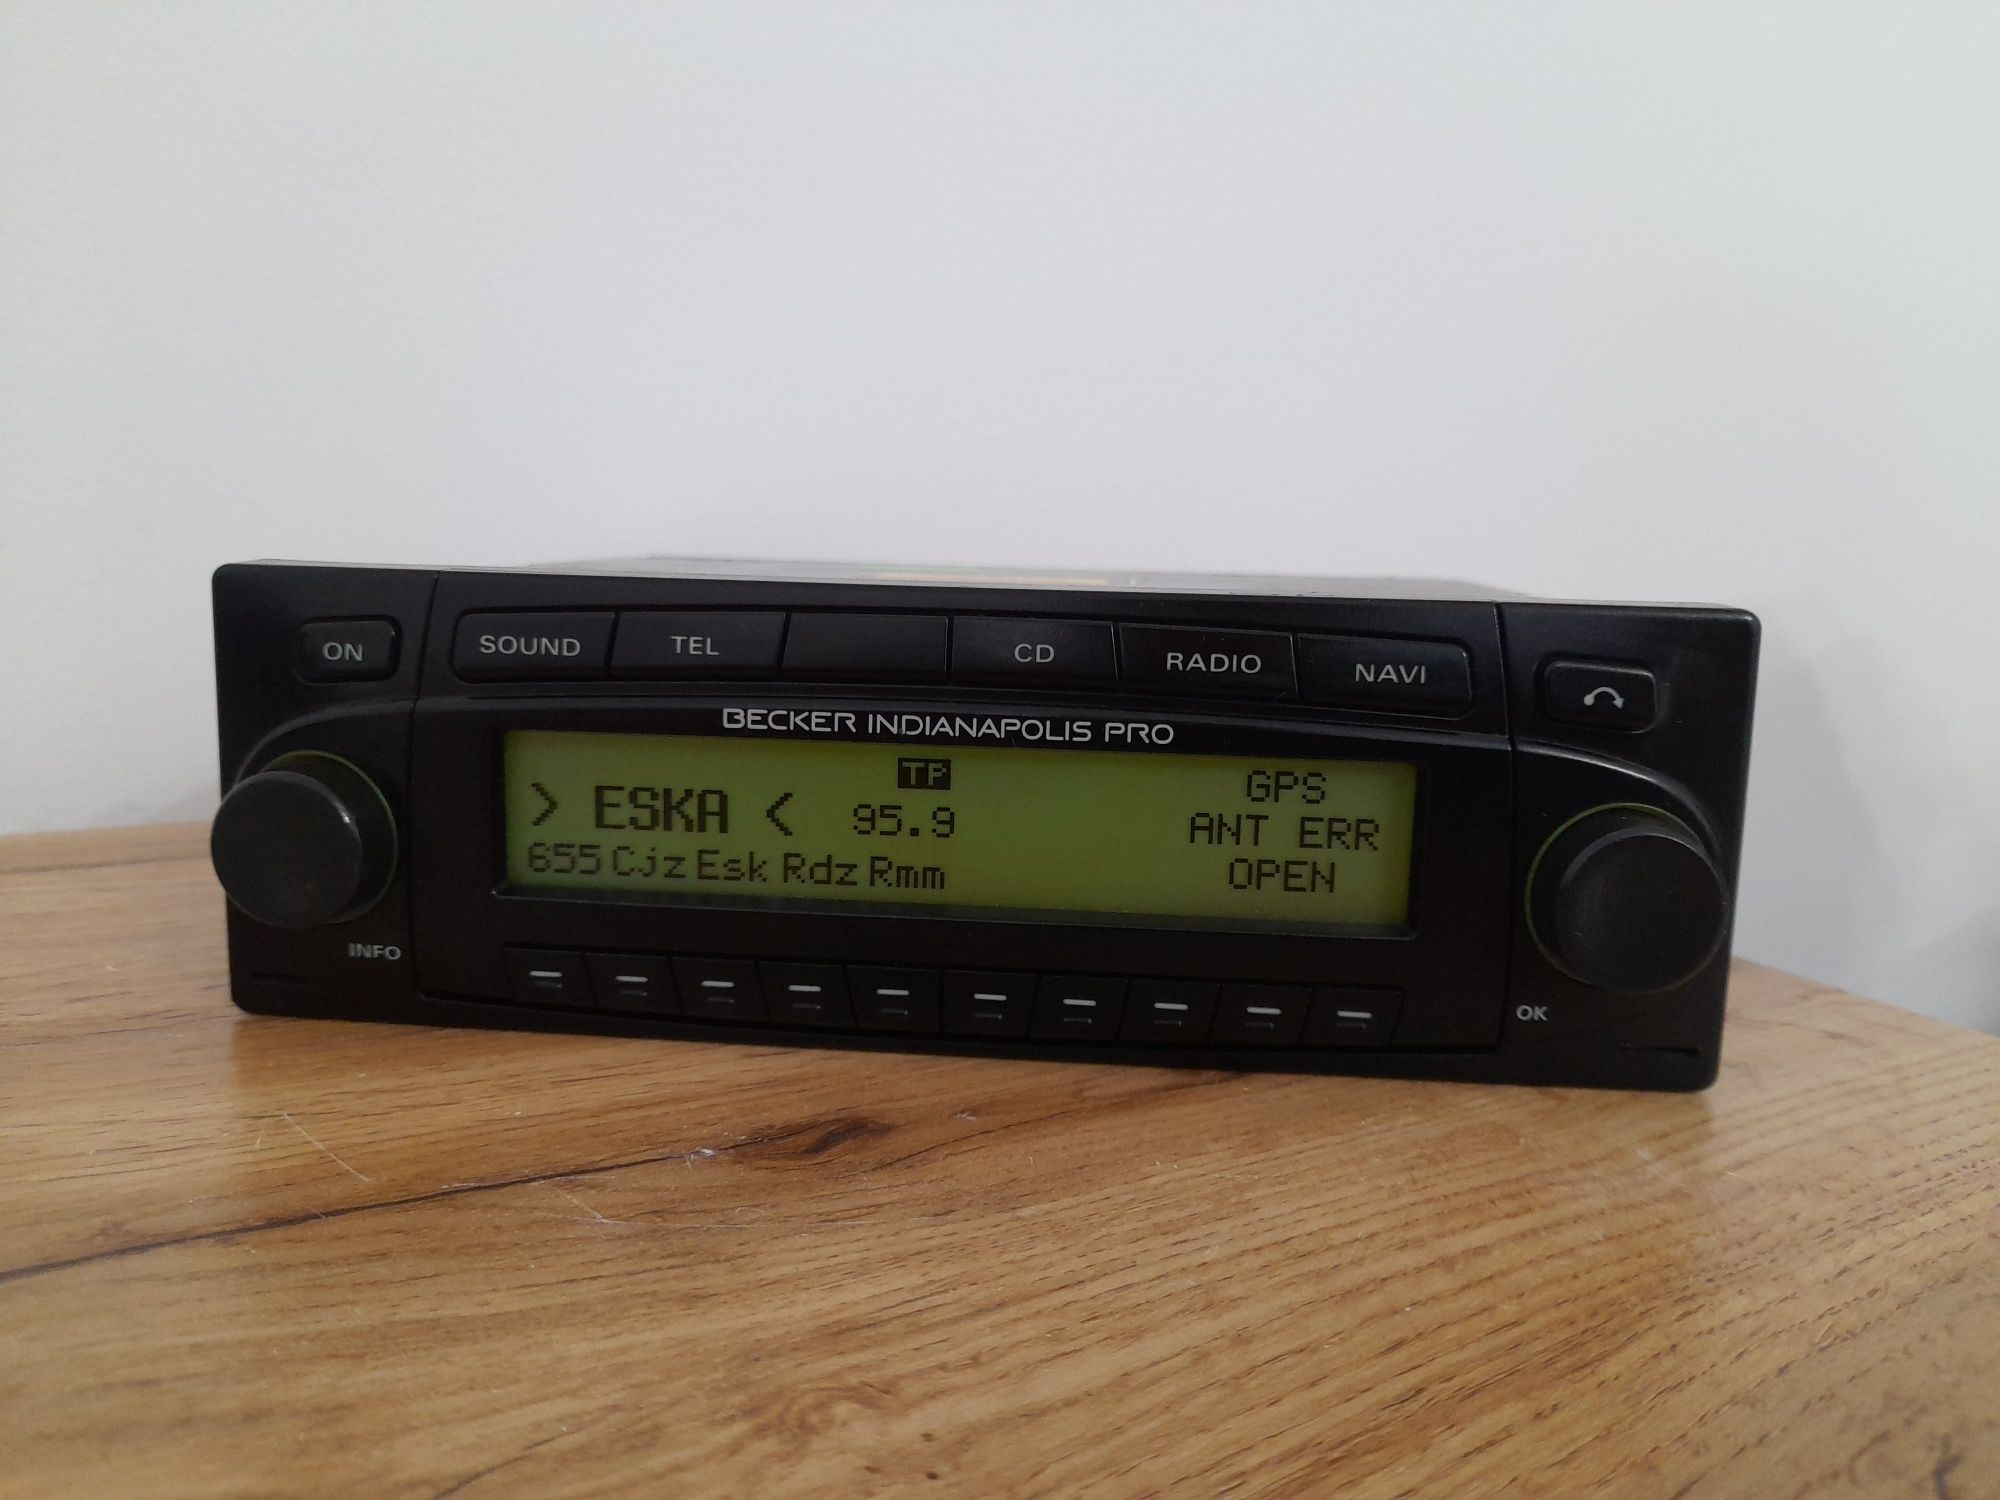 ON
SOUND TEL CD RADIO NAVI
BECKER INDIANAPOLIS PRO
TP
> ESKA < 95.9
655 Cjz Esk Rdz Rmm
GPS
ANT ERR
OPEN
INFO
OK